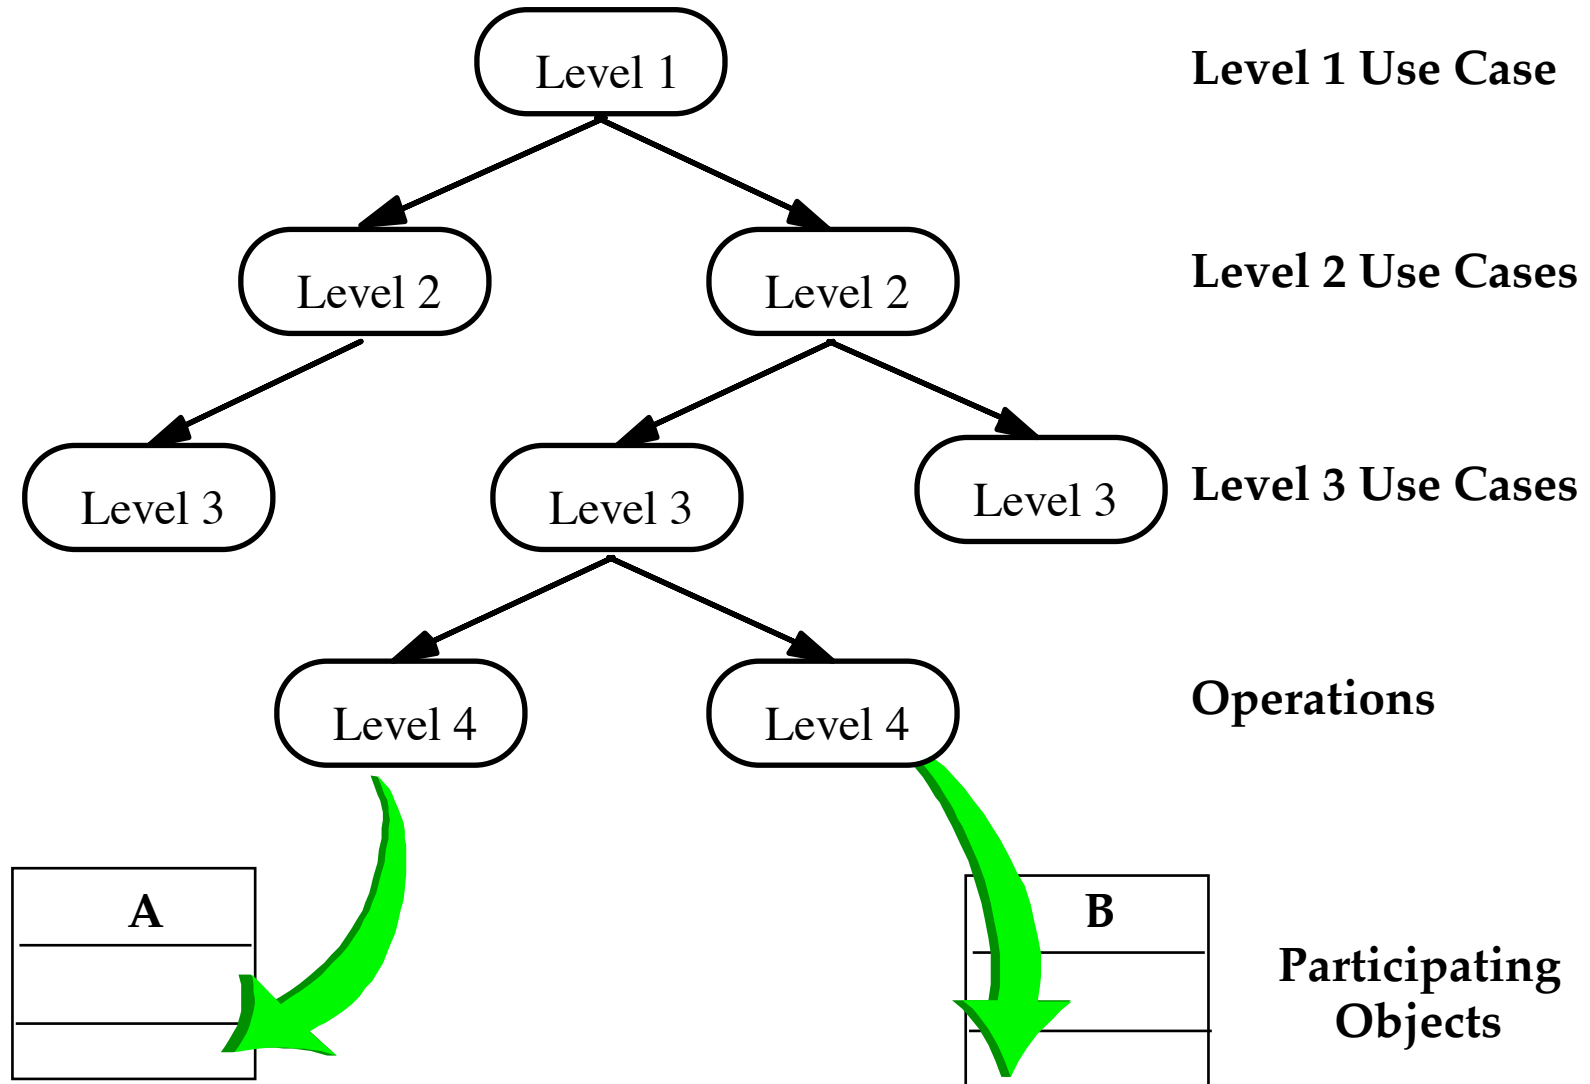 Level 1
Level 1 Use Case
Level 2
Level 2
Level 2 Use Cases
Level 3
Level 3
Level 3
Level 3 Use Cases
Level 4
Level 4
Operations
A
B
Participating
Objects